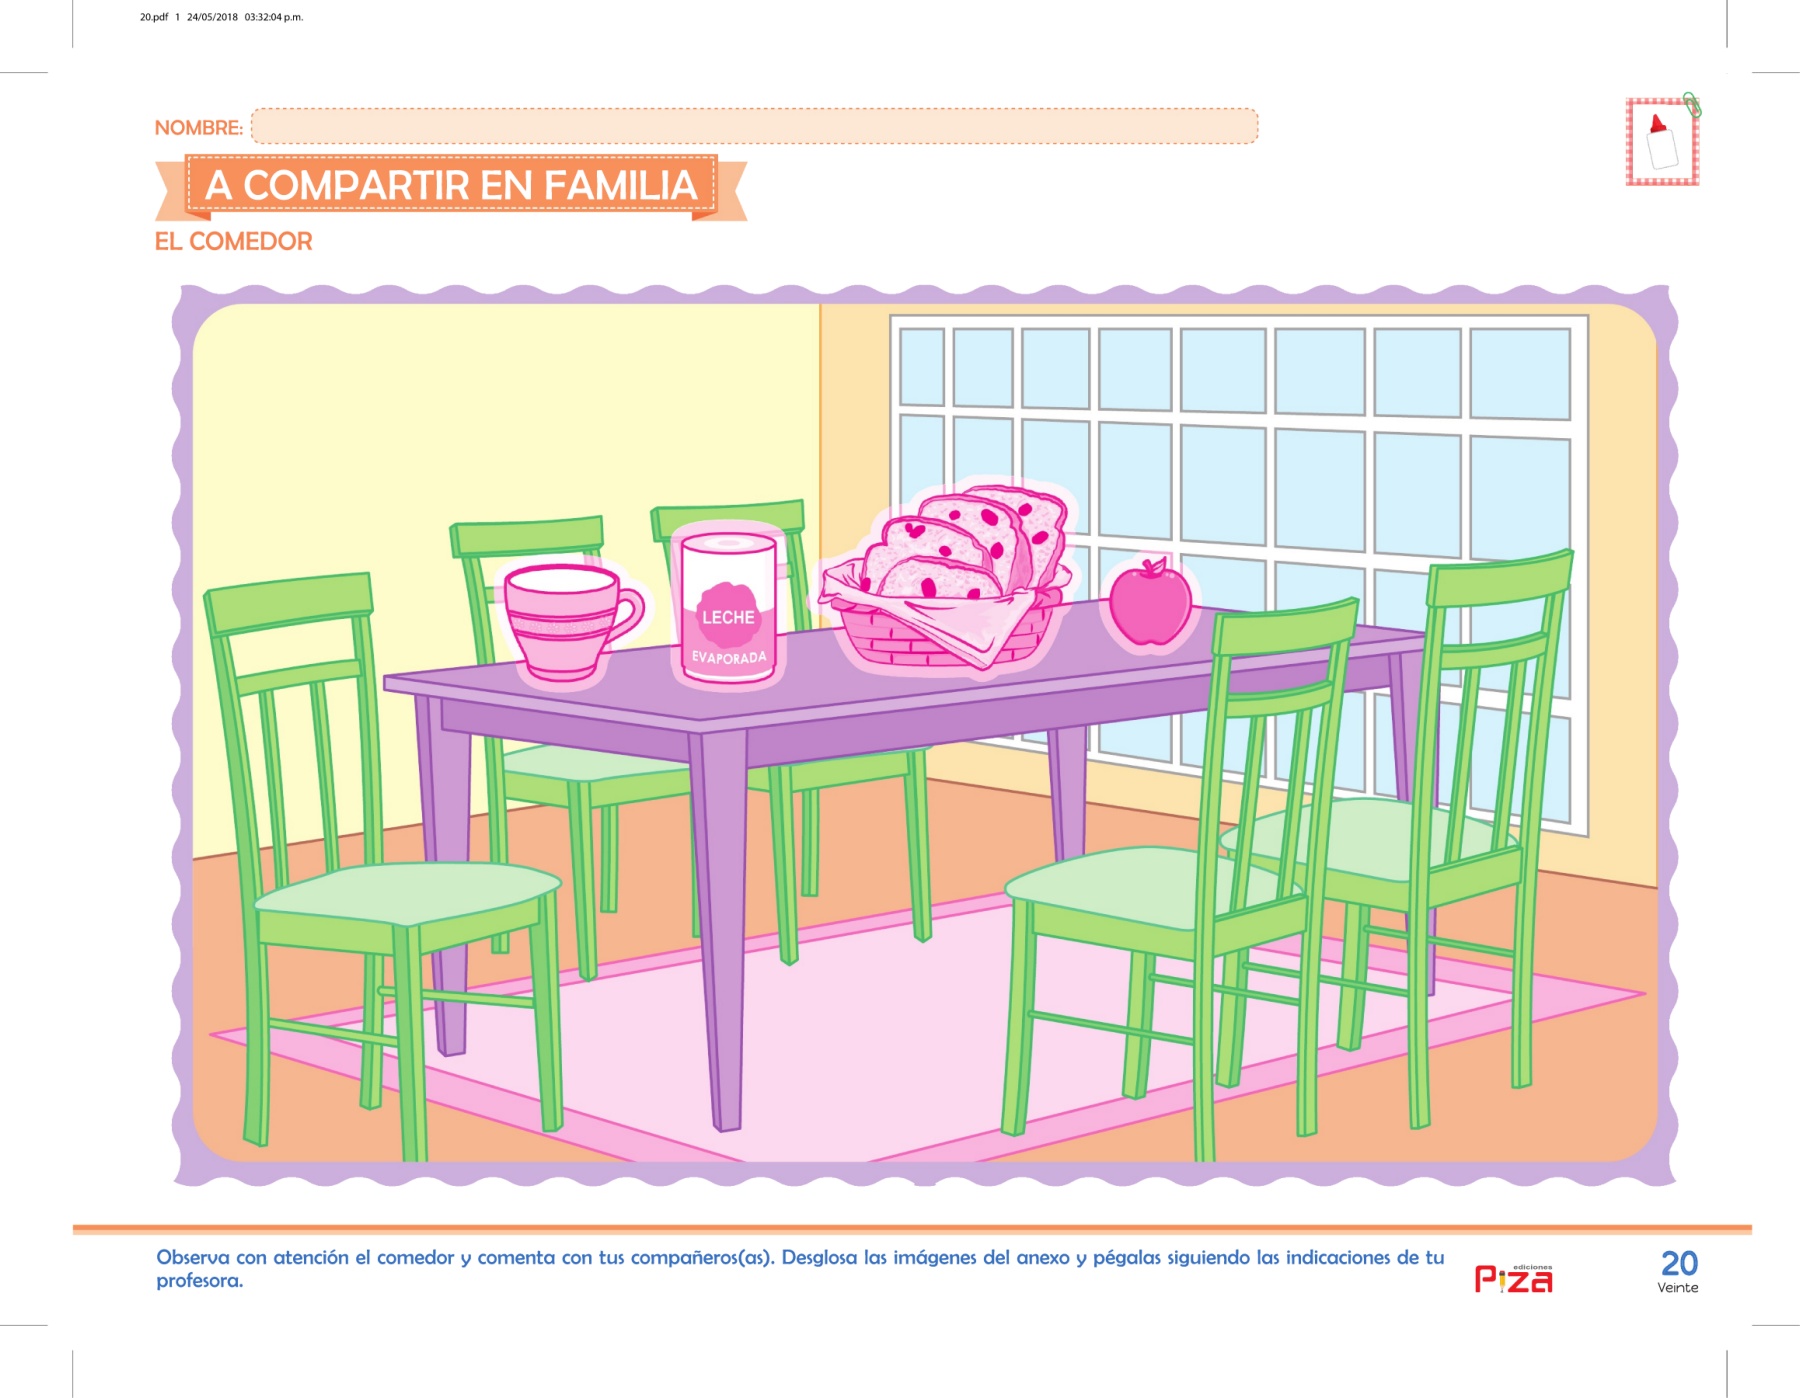 20.pdf 1 24/05/2018 03:32:04 p.m.
NOMBRE:
A COMPARTIR EN FAMILIA
EL COMEDOR
LECHE
EVAPORADA
Observa con atención el comedor y comenta con tus compañeros(as). Desglosa las imágenes del anexo y pégalas siguiendo las indicaciones de tu
profesora.
ediciones
Piza
20
Veinte